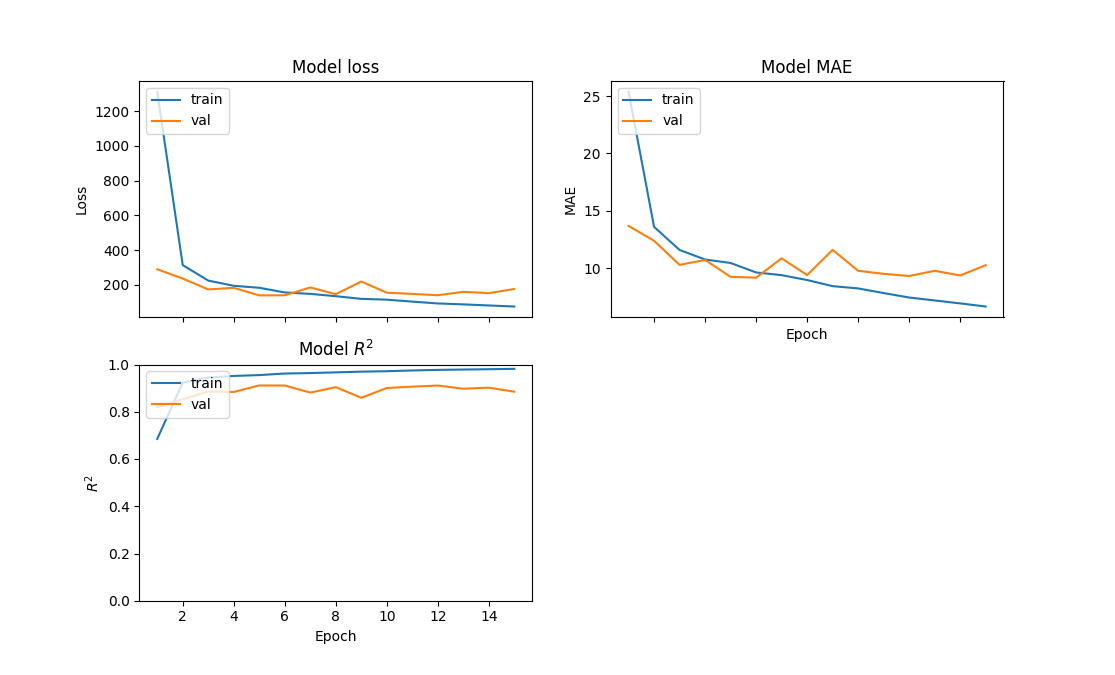 Model loss
1200
1000
800
600
400
200
Loss
train
val
Model MAE
25
20
15
10
MAE
train
val
Epoch
Model R²
1.0
0.8
0.6
0.4
0.2
0.0
R²
train
val
2 4 6 8 10 12 14
Epoch